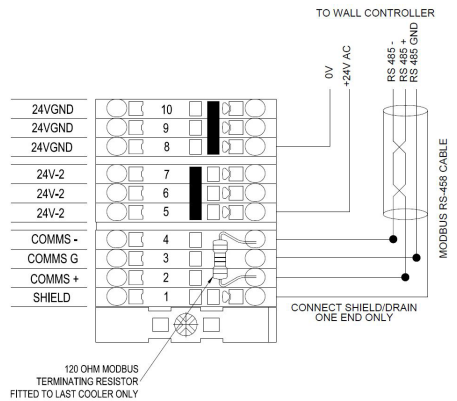 TO WALL CONTROLLER
0V
+24V AC
RS 485 -
RS 485 +
RS 485 GND
24VGND 10
24VGND 9
24VGND 8
24V-2 7
24V-2 6
24V-2 5
COMMS - 4
COMMS G 3
COMMS + 2
SHIELD 1
MODBUS RS-458 CABLE
CONNECT SHIELD/DRAIN
ONE END ONLY
120 OHM MODBUS
TERMINATING RESISTOR
FITTED TO LAST COOLER ONLY